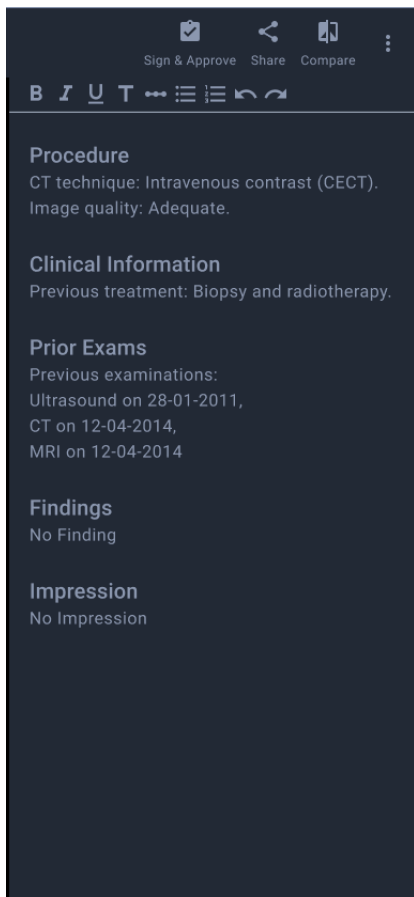 Sign & Approve Share Compare
B I U T
Procedure
CT technique: Intravenous contrast (CECT).
Image quality: Adequate.
Clinical Information
Previous treatment: Biopsy and radiotherapy.
Prior Exams
Previous examinations:
Ultrasound on 28-01-2011,
CT on 12-04-2014,
MRI on 12-04-2014
Findings
No Finding
Impression
No Impression